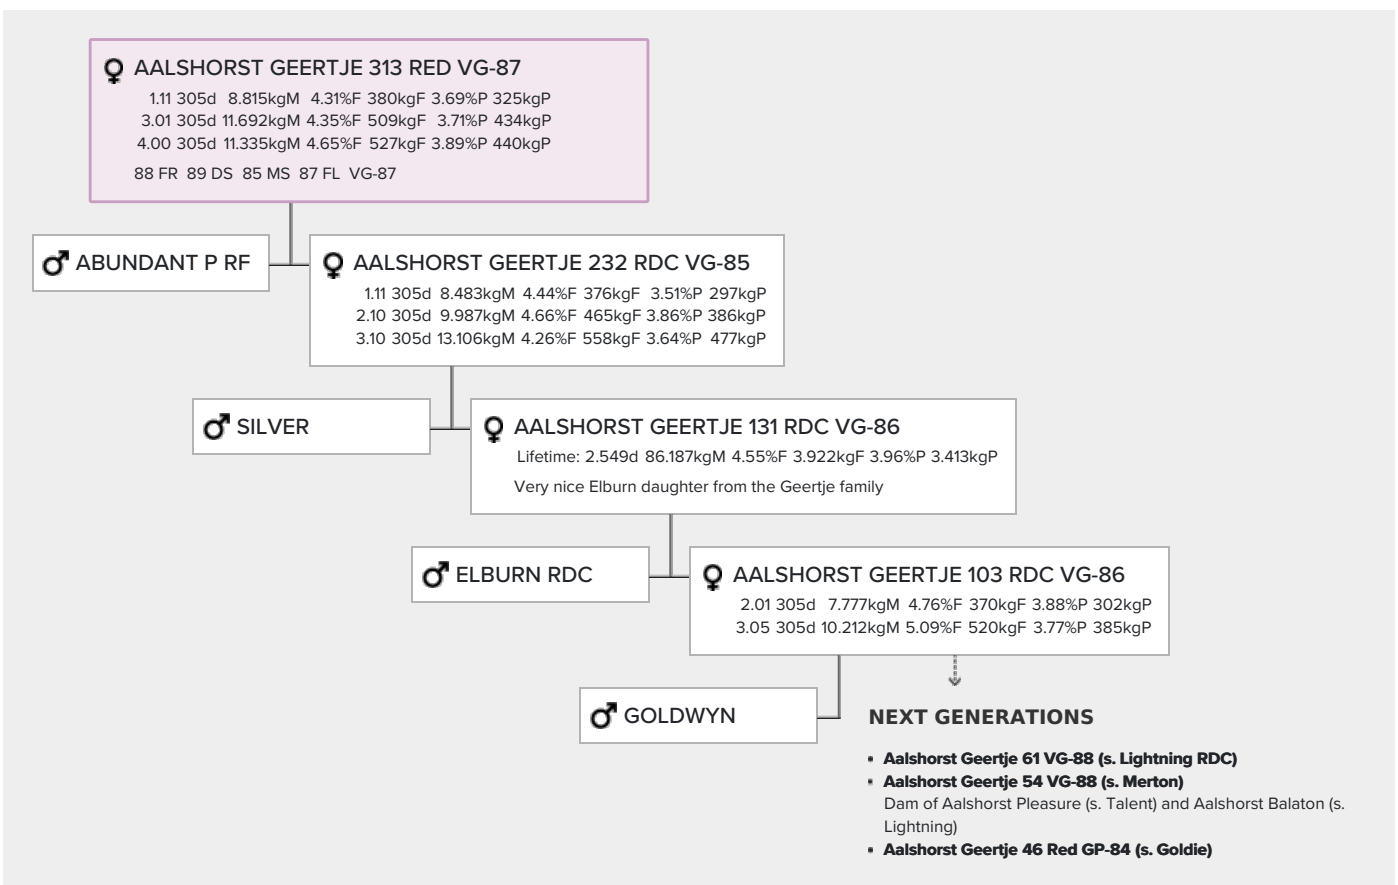 AALSHORST GEERTJE 313 RED VG-87
1.11 305d 8.815kgM 4.31%F 380kgF 3.69%P 325kgP
3.01 305d 11.692kgM 4.35%F 509kgF 3.71%P 434kgP
4.00 305d 11.335kgM 4.65%F 527kgF 3.89%P 440kgP
88 FR 89 DS 85 MS 87 FL VG-87
ABUNDANT P RF
AALSHORST GEERTJE 232 RDC VG-85
1.11 305d 8.483kgM 4.44%F 376kgF 3.51%P 297kgP
2.10 305d 9.987kgM 4.66%F 465kgF 3.86%P 386kgP
3.10 305d 13.106kgM 4.26%F 558kgF 3.64%P 477kgP
SILVER
AALSHORST GEERTJE 131 RDC VG-86
Lifetime: 2.549d 86.187kgM 4.55%F 3.922kgF 3.96%P 3.413kgP
Very nice Elburn daughter from the Geertje family
ELBURN RDC
AALSHORST GEERTJE 103 RDC VG-86
2.01 305d 7.777kgM 4.76%F 370kgF 3.88%P 302kgP
3.05 305d 10.212kgM 5.09%F 520kgF 3.77%P 385kgP
GOLDWYN
NEXT GENERATIONS
• Aalshorst Geertje 61 VG-88 (s. Lightning RDC)
• Aalshorst Geertje 54 VG-88 (s. Merton)
Dam of Aalshorst Pleasure (s. Talent) and Aalshorst Balaton (s.
Lightning)
• Aalshorst Geertje 46 Red GP-84 (s. Goldie)